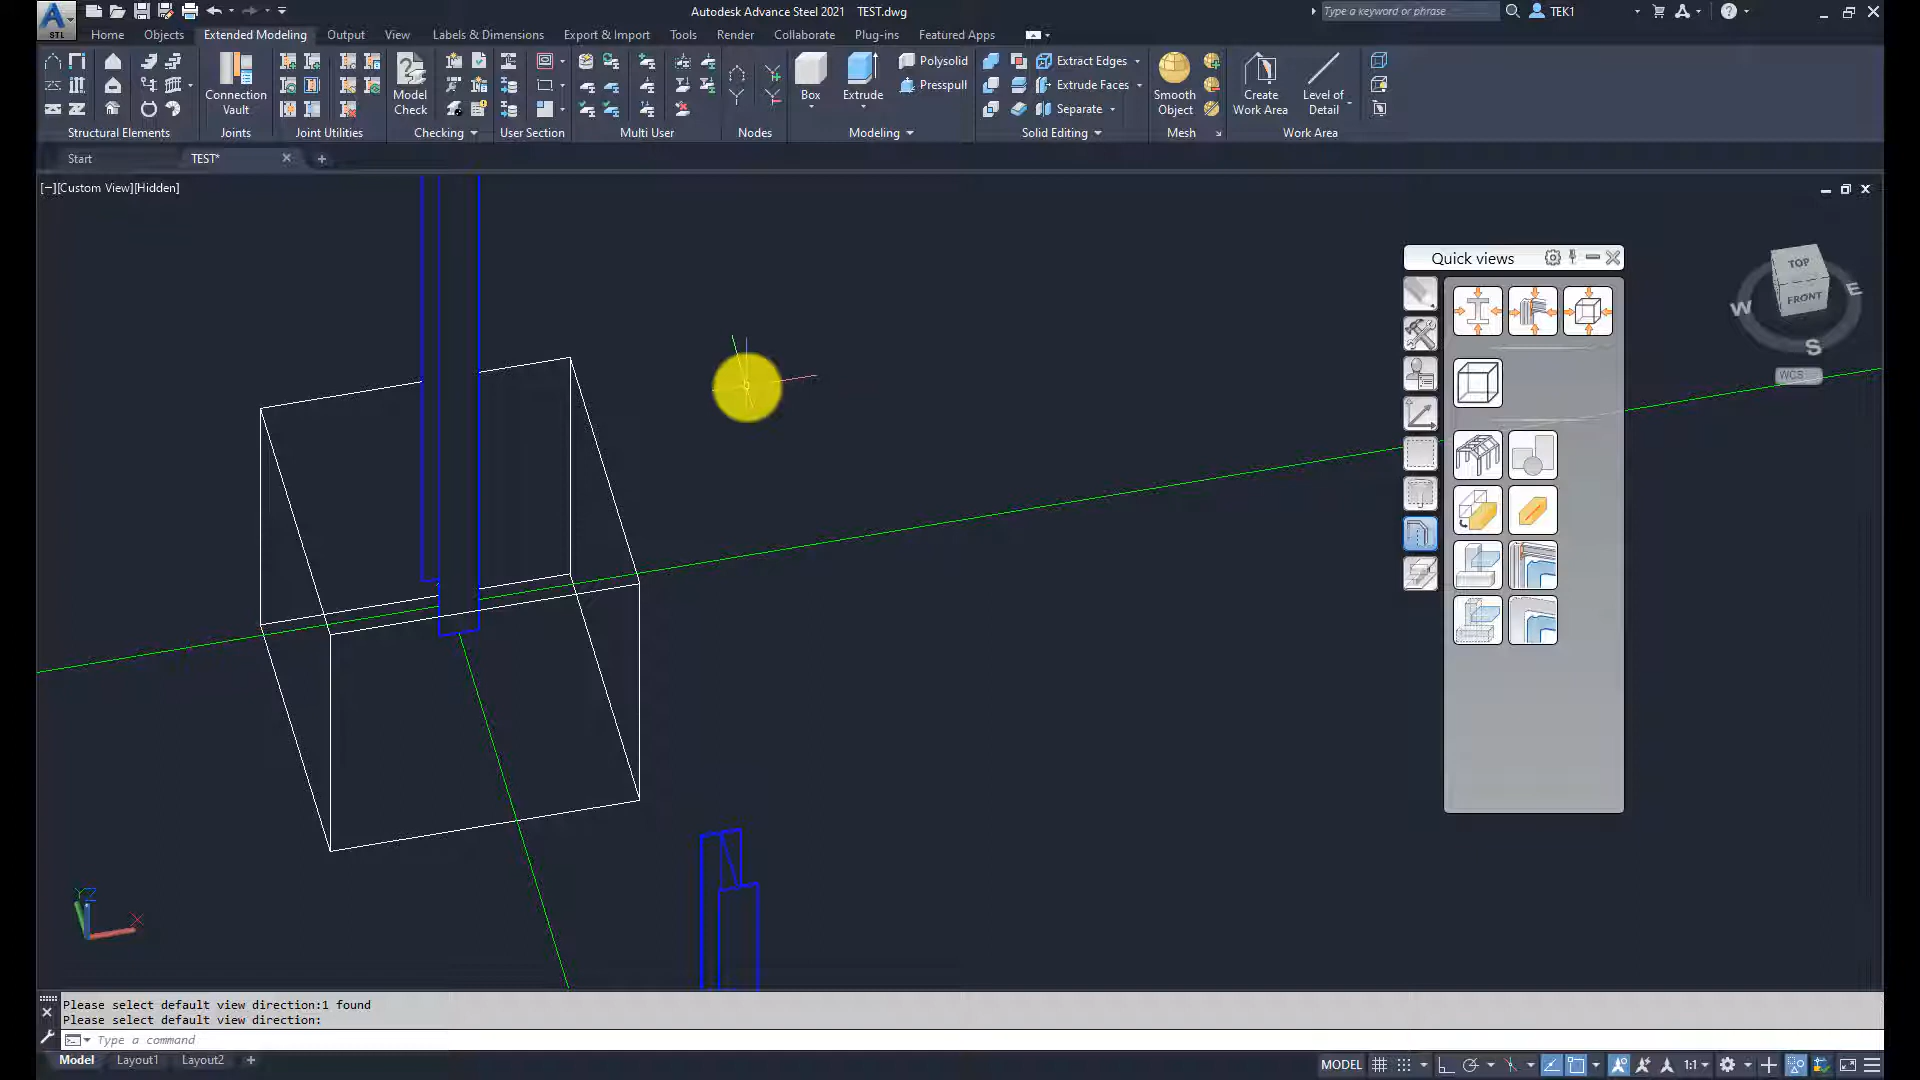 Autodesk Advance Steel 2021 TEST.dwg
Type a keyword or phrase
TEK1
STL
Home Objects Extended Modeling Output View Labels & Dimensions Export & Import Tools Render Collaborate Plug-ins Featured Apps
Connection Vault
Model Check
Box
Extrude
Polysolid
Presspull
Extract Edges
Extrude Faces
Separate
Smooth Object
Create Work Area
Level of Detail
Structural Elements Joints Joint Utilities Checking User Section Multi User Nodes Modeling Solid Editing Mesh Work Area
Start TEST* +
[−][Custom View][Hidden]
Quick views
TOP
FRONT
W E
S
WCS
Y Z
X
Please select default view direction:1 found
Please select default view direction:
Type a command
Model Layout1 Layout2 +
MODEL
1:1